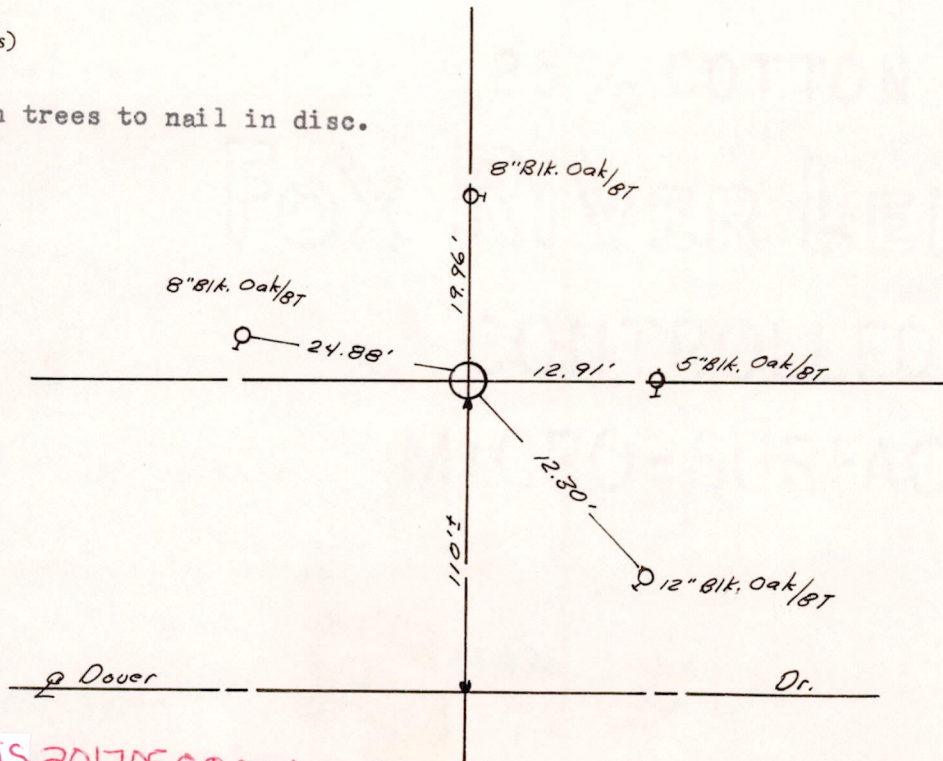 s)
trees to nail in disc.
8"Blk. Oak/BT
19.96'
8"Blk. Oak/BT
24.88'
12.91'
5"Blk. Oak/BT
12.30'
110'±
12" Blk. Oak/BT
Dover Dr.